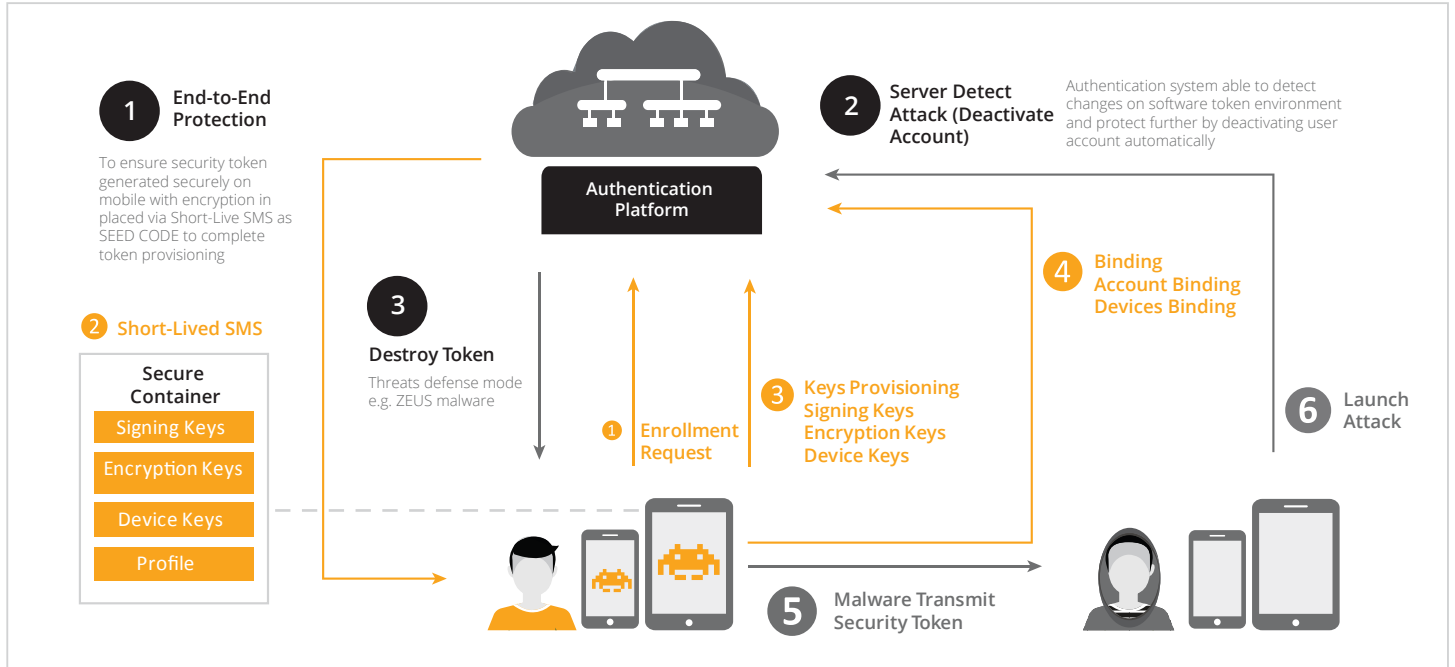 1
End-to-End
Protection
To ensure security token
generated securely on
mobile with encryption in
placed via Short-Live SMS as
SEED CODE to complete
token provisioning
Authentication
Platform
2
Server Detect
Attack (Deactivate
Account)
Authentication system able to detect
changes on software token environment
and protect further by deactivating user
account automatically
3
Destroy Token
Threats defense mode
e.g. ZEUS malware
2 Short-Lived SMS
Secure
Container
Signing Keys
Encryption Keys
Device Keys
Profile
1 Enrollment
Request
3 Keys Provisioning
Signing Keys
Encryption Keys
Device Keys
4 Binding
Account Binding
Devices Binding
6 Launch
Attack
5 Malware Transmit
Security Token